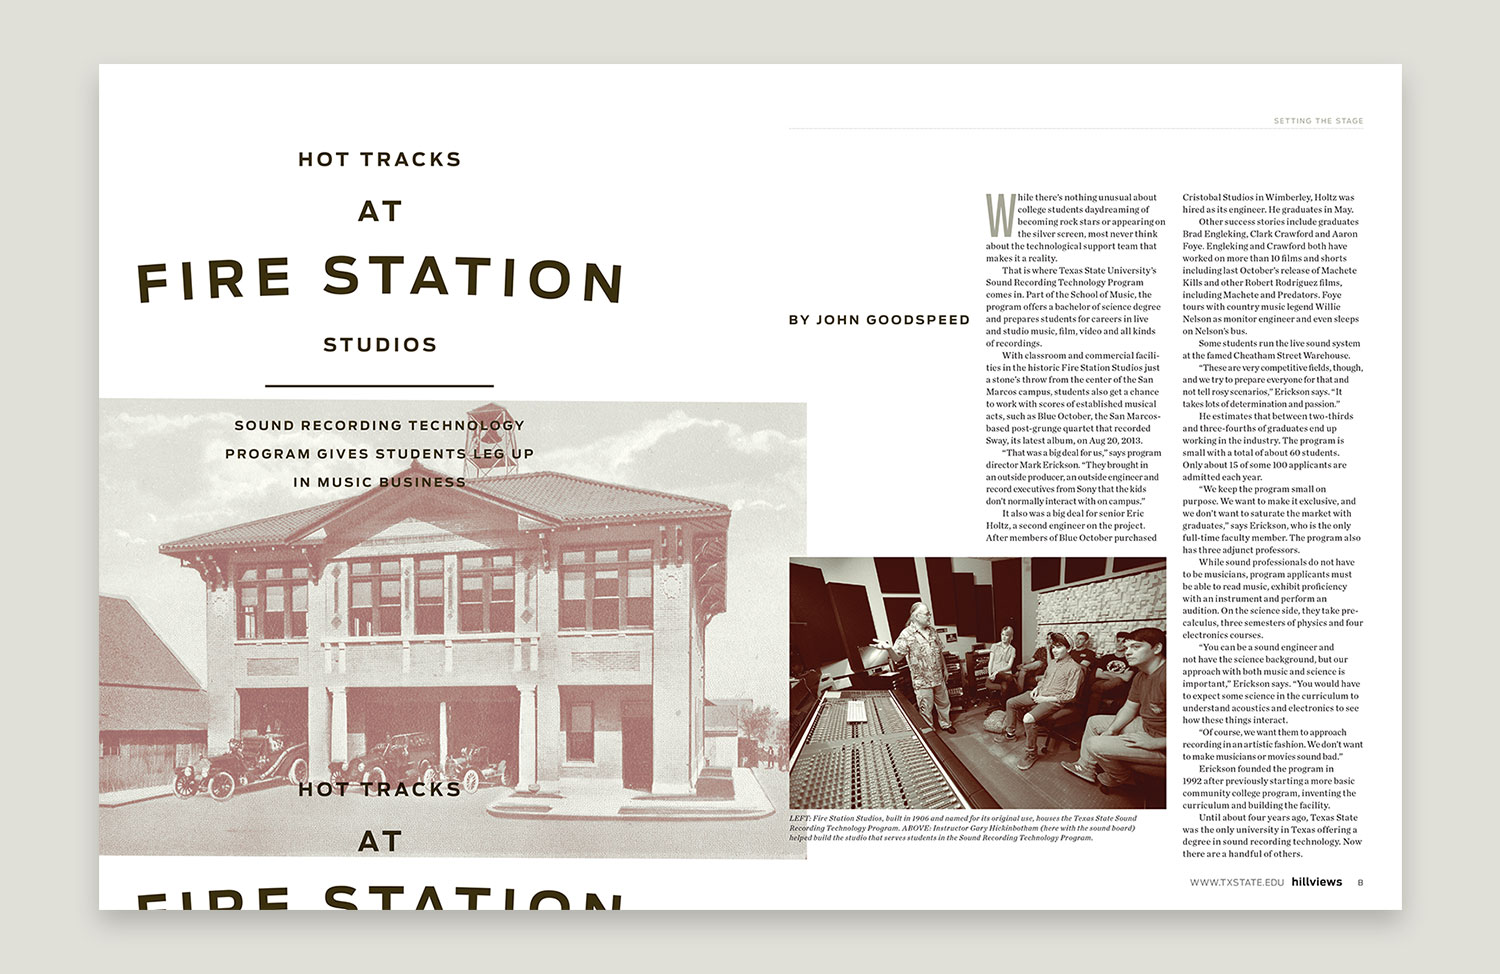 HOT TRACKS
AT
FIRE STATION
STUDIOS
SOUND RECORDING TECHNOLOGY
PROGRAM GIVES STUDENTS LEG UP
IN MUSIC BUSINESS
HOT TRACKS
AT
FIRE STATION
SETTING THE STAGE
BY JOHN GOODSPEED
While there's nothing unusual about
college students daydreaming of
becoming rock stars or appearing on
the silver screen, most never think
about the technological support team that
makes it a reality.
That is where Texas State University's
Sound Recording Technology Program
comes in. Part of the School of Music, the
program offers a bachelor of science degree
and prepares students for careers in live
and studio music, film, video and all kinds
of recordings.
With classroom and commercial facili-
ties in the historic Fire Station Studios just
a stone's throw from the center of the San
Marcos campus, students also get a chance
to work with scores of established musical
acts, such as Blue October, the San Marcos-
based post-grunge quartet that recorded
Sway, its latest album, on Aug 20, 2013.
"That was a big deal for us," says program
director Mark Erickson. "They brought in
an outside producer, an outside engineer and
record executives from Sony that the kids
don't normally interact with on campus."
It also was a big deal for senior Eric
Holtz, a second engineer on the project.
After members of Blue October purchased
LEFT: Fire Station Studios, built in 1906 and named for its original use, houses the Texas State Sound
Recording Technology Program. ABOVE: Instructor Gary Hickinbotham (here with the sound board)
helped build the studio that serves students in the Sound Recording Technology Program.
Cristobal Studios in Wimberley, Holtz was
hired as its engineer. He graduates in May.
Other success stories include graduates
Brad Engleking, Clark Crawford and Aaron
Foye. Engleking and Crawford both have
worked on more than 10 films and shorts
including last October's release of Machete
Kills and other Robert Rodriguez films,
including Machete and Predators. Foye
tours with country music legend Willie
Nelson as monitor engineer and even sleeps
on Nelson's bus.
Some students run the live sound system
at the famed Cheatham Street Warehouse.
"These are very competitive fields, though,
and we try to prepare everyone for that and
not tell rosy scenarios," Erickson says. "It
takes lots of determination and passion."
He estimates that between two-thirds
and three-fourths of graduates end up
working in the industry. The program is
small with a total of about 60 students.
Only about 15 of some 100 applicants are
admitted each year.
"We keep the program small on
purpose. We want to make it exclusive, and
we don't want to saturate the market with
graduates," says Erickson, who is the only
full-time faculty member. The program also
has three adjunct professors.
While sound professionals do not have
to be musicians, program applicants must
be able to read music, exhibit proficiency
with an instrument and perform an
audition. On the science side, they take pre-
calculus, three semesters of physics and four
electronics courses.
"You can be a sound engineer and
not have the science background, but our
approach with both music and science is
important," Erickson says. "You would have
to expect some science in the curriculum to
understand acoustics and electronics to see
how these things interact.
"Of course, we want them to approach
recording in an artistic fashion. We don't want
to make musicians or movies sound bad."
Erickson founded the program in
1992 after previously starting a more basic
community college program, inventing the
curriculum and building the facility.
Until about four years ago, Texas State
was the only university in Texas offering a
degree in sound recording technology. Now
there are a handful of others.
WWW.TXSTATE.EDU hillviews B